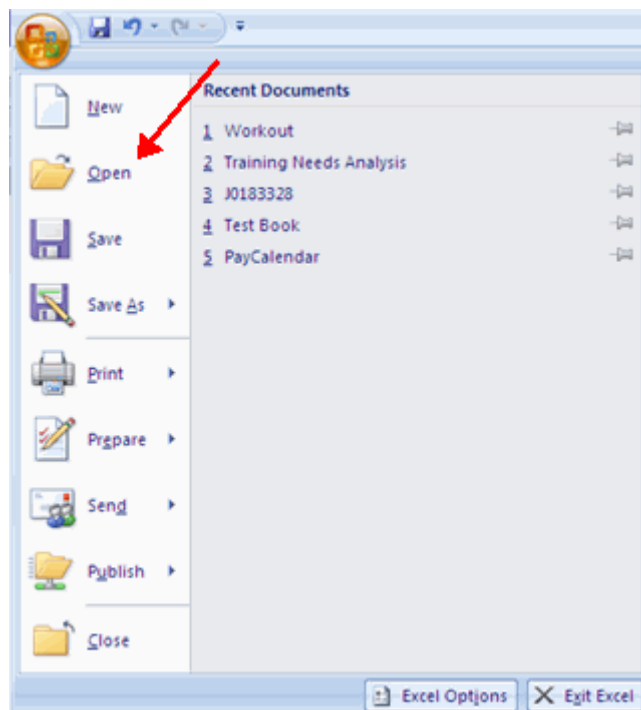 New
Open
Save
Save As
Print
Prepare
Send
Publish
Close
Recent Documents
1 Workout
2 Training Needs Analysis
3 J0183328
4 Test Book
5 PayCalendar
Excel Options
Exit Excel